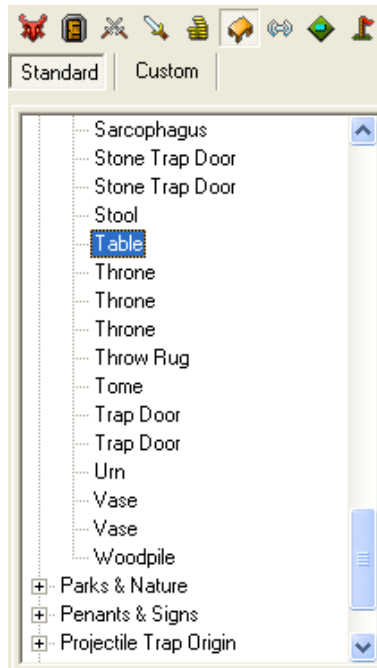 Standard Custom
Sarcophagus
Stone Trap Door
Stone Trap Door
Stool
Table
Throne
Throne
Throne
Throw Rug
Tome
Trap Door
Trap Door
Urn
Vase
Vase
Woodpile
Parks & Nature
Penants & Signs
Projectile Trap Origin